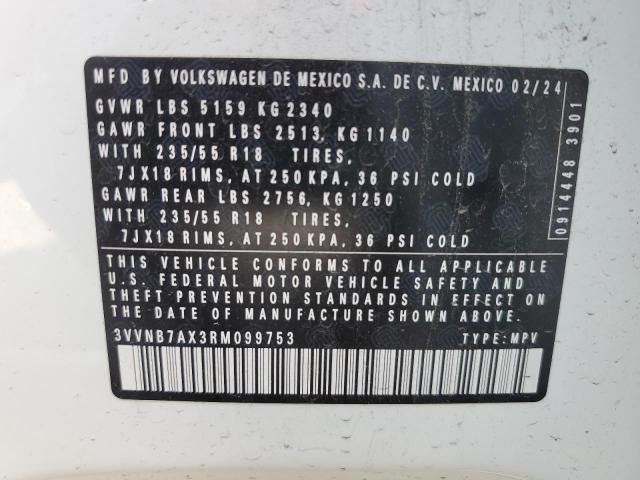 MFD BY VOLKSWAGEN DE MEXICO S.A. DE C.V. MEXICO 02/24
GVWR LBS 5159 KG 2340
GAWR FRONT LBS 2513, KG 1140
WITH 235/55 R18 TIRES,
7JX18 RIMS, AT 250 KPA, 36 PSI COLD
GAWR REAR LBS 2756, KG 1250
WITH 235/55 R18 TIRES,
7JX18 RIMS, AT 250 KPA, 36 PSI COLD
THIS VEHICLE CONFORMS TO ALL APPLICABLE
U.S. FEDERAL MOTOR VEHICLE SAFETY AND
THEFT PREVENTION STANDARDS IN EFFECT ON
THE DATE OF MANUFACTURE SHOWN ABOVE.
3VVNB7AX3RM099753 TYPE: MPV
0914448 3901